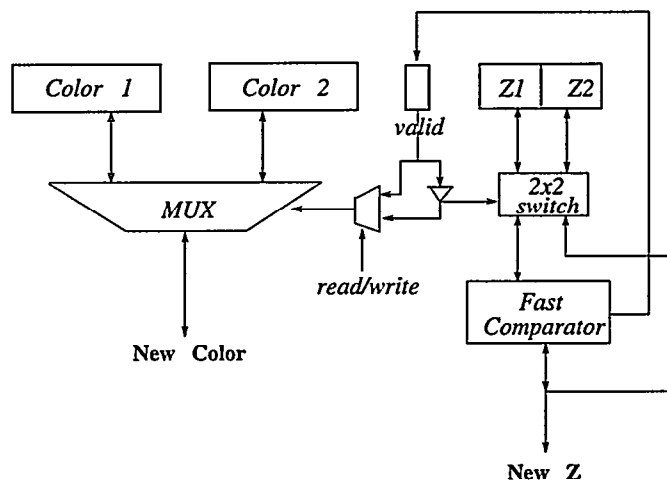 Color 1
Color 2
valid
Z1
Z2
MUX
2x2
switch
read/write
Fast
Comparator
New Color
New Z